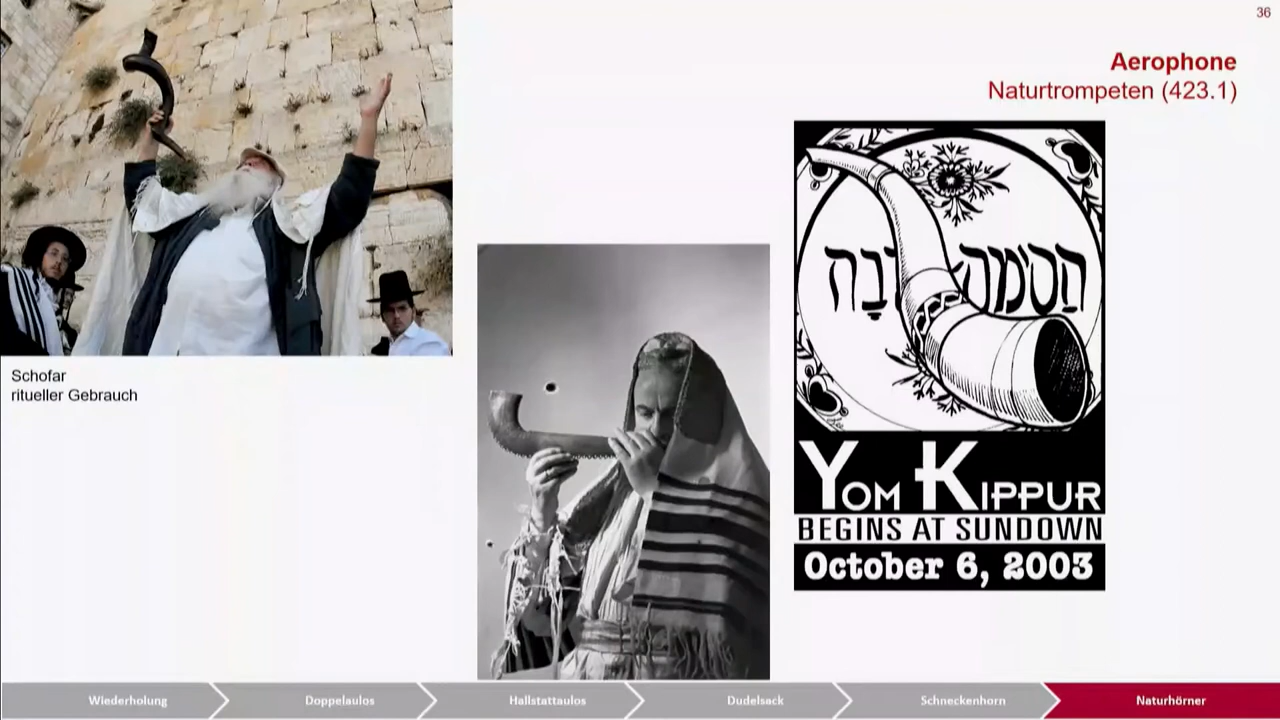 36
Aerophone
Naturtrompeten (423.1)
Schofar
ritueller Gebrauch
YOM KIPPUR
BEGINS AT SUNDOWN
October 6, 2003
Wiederholung
Doppelaulos
Hallstattaulos
Dudelsack
Schneckenhorn
Naturhörner